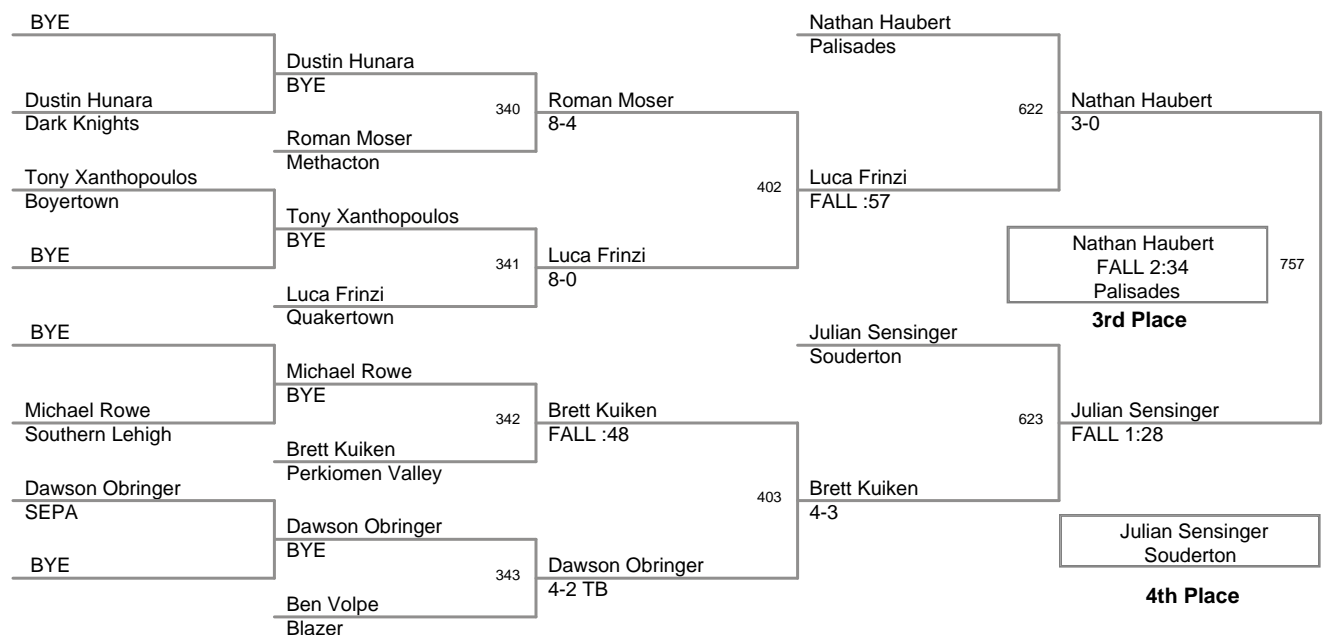 BYE
Dustin Hunara
Dark Knights
Tony Xanthopoulos
Boyertown
BYE
BYE
Michael Rowe
Southern Lehigh
Dawson Obringer
SEPA
BYE
Dustin Hunara
BYE
340
Roman Moser
Methacton
Tony Xanthopoulos
BYE
341
Luca Frinzi
Quakertown
Michael Rowe
BYE
342
Brett Kuiken
Perkiomen Valley
Dawson Obringer
BYE
343
Ben Volpe
Blazer
Roman Moser
8-4
402
Luca Frinzi
8-0
Brett Kuiken
FALL :48
403
Dawson Obringer
4-2 TB
Nathan Haubert
Palisades
622
Luca Frinzi
FALL :57
Julian Sensinger
Souderton
623
Brett Kuiken
4-3
Nathan Haubert
3-0
Nathan Haubert
FALL 2:34
Palisades
757
3rd Place
Julian Sensinger
FALL 1:28
Julian Sensinger
Souderton
4th Place